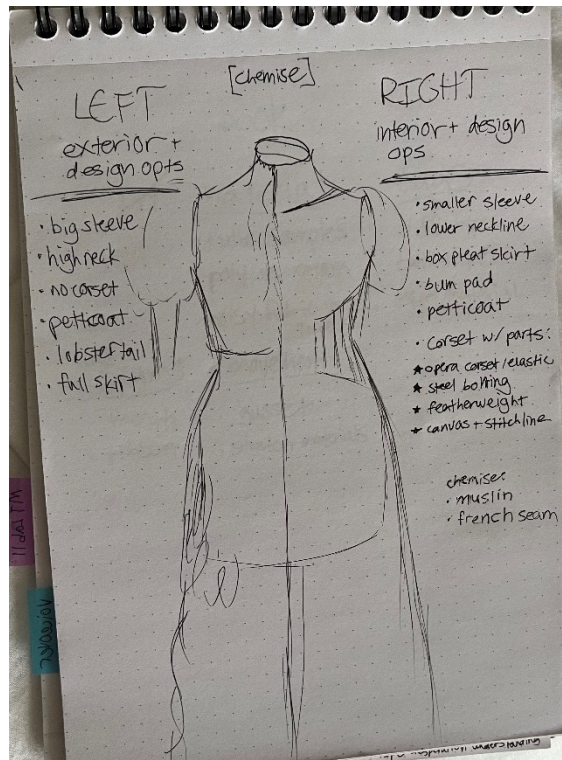 [chemise]
LEFT
exterior +
design opts
• big sleeve
• high neck
• no corset
• petticoat
• lobster tail
• full skirt
RIGHT
interior + design
ops
• smaller sleeve
• lower neckline
• box pleat skirt
• bum pad
• petticoat
• corset w/ parts:
★ opera corset/elastic
★ steel boning
★ featherweight
★ canvas + stitchline
chemise:
• muslin
• french seam